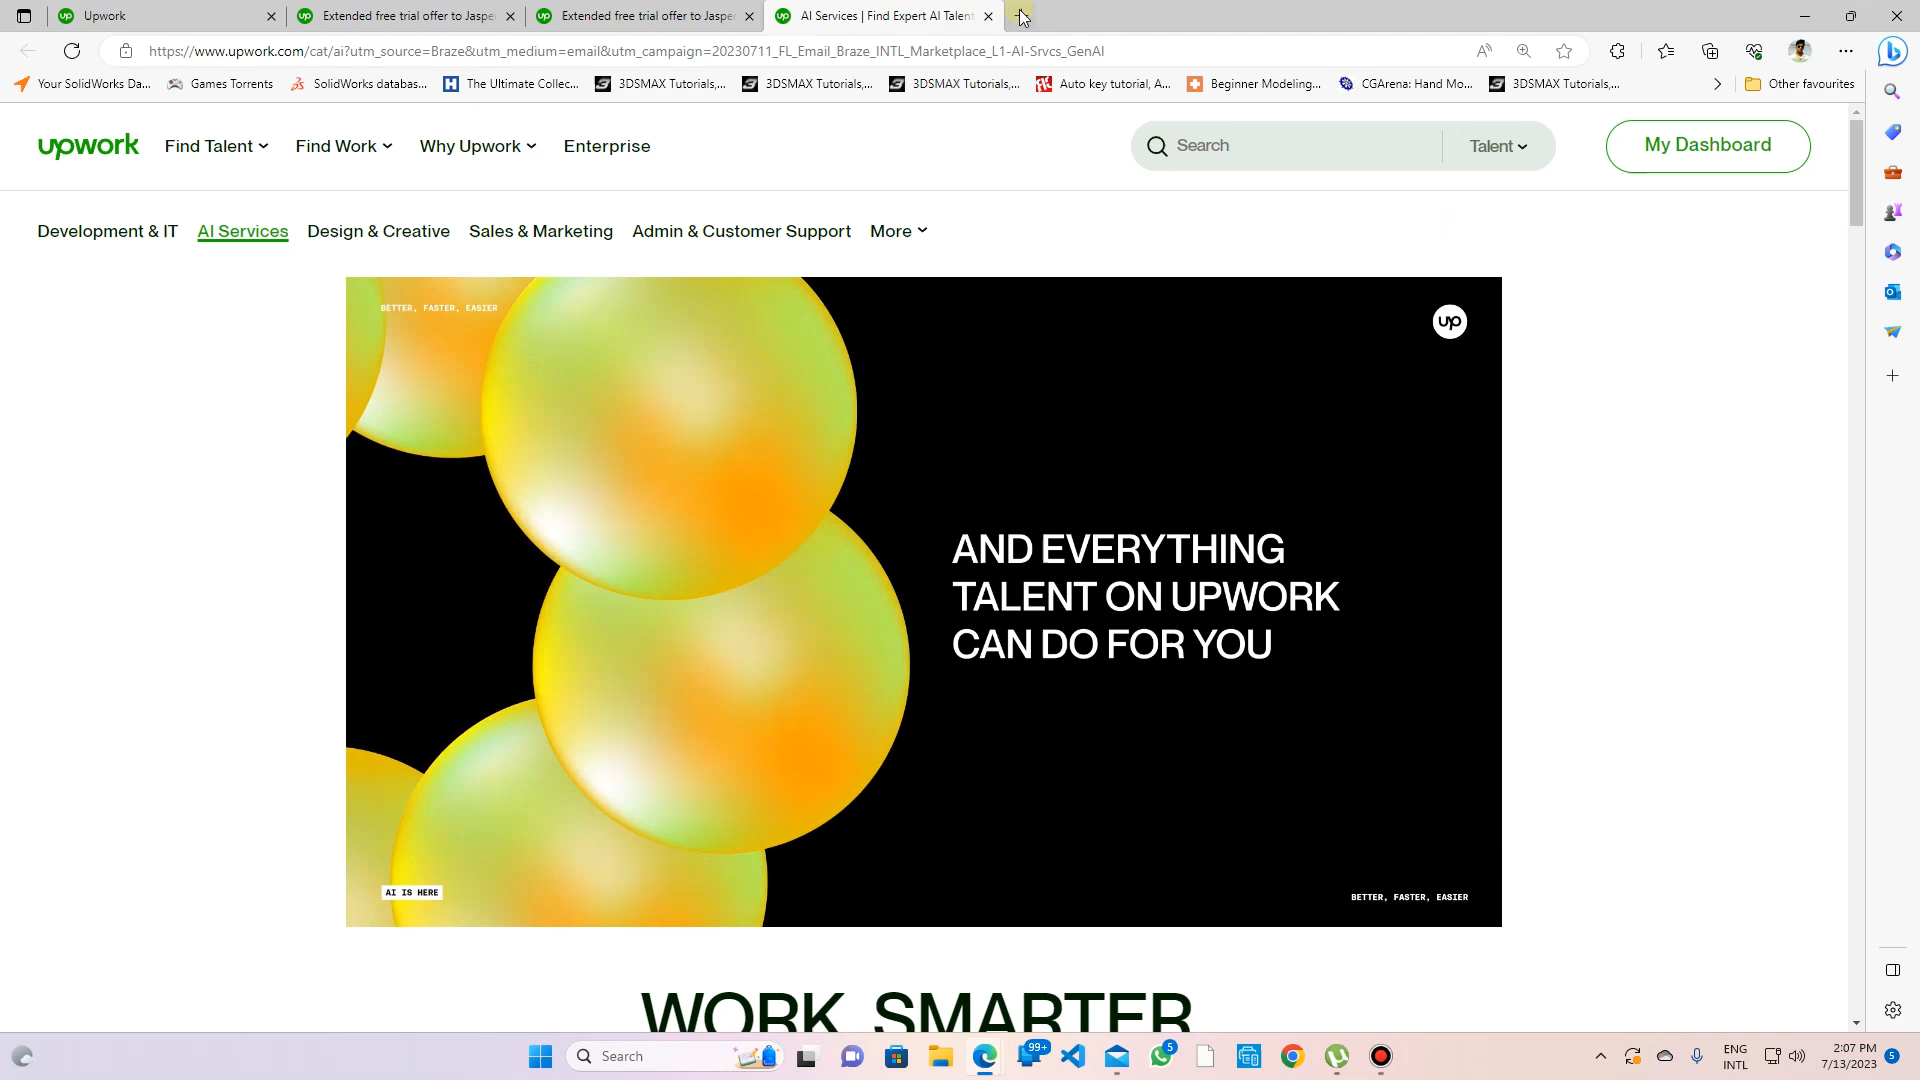 Upwork
Extended free trial offer to Jasper
Extended free trial offer to Jaspe
AI Services | Find Expert AI Talent
https://www.upwork.com/cat/ai?utm_source=Braze&utm_medium=email&utm_campaign=20230711_FL_Email_Braze_INTL_Marketplace_L1-AI-Srvcs_GenAI
Your SolidWorks Da...
Games Torrents
SolidWorks databas...
The Ultimate Collec...
3DSMAX Tutorials,...
3DSMAX Tutorials,...
3DSMAX Tutorials,...
Auto key tutorial, A...
Beginner Modeling...
CGArena: Hand Mo...
3DSMAX Tutorials,...
Other favourites
upwork
Find Talent
Find Work
Why Upwork
Enterprise
Search
Talent
My Dashboard
Development & IT
AI Services
Design & Creative
Sales & Marketing
Admin & Customer Support
More
BETTER, FASTER, EASIER
up
AND EVERYTHING
TALENT ON UPWORK
CAN DO FOR YOU
AI IS HERE
BETTER, FASTER, EASIER
WORK SMARTER
Search
99+
5
ENG
INTL
2:07 PM
7/13/2023
5